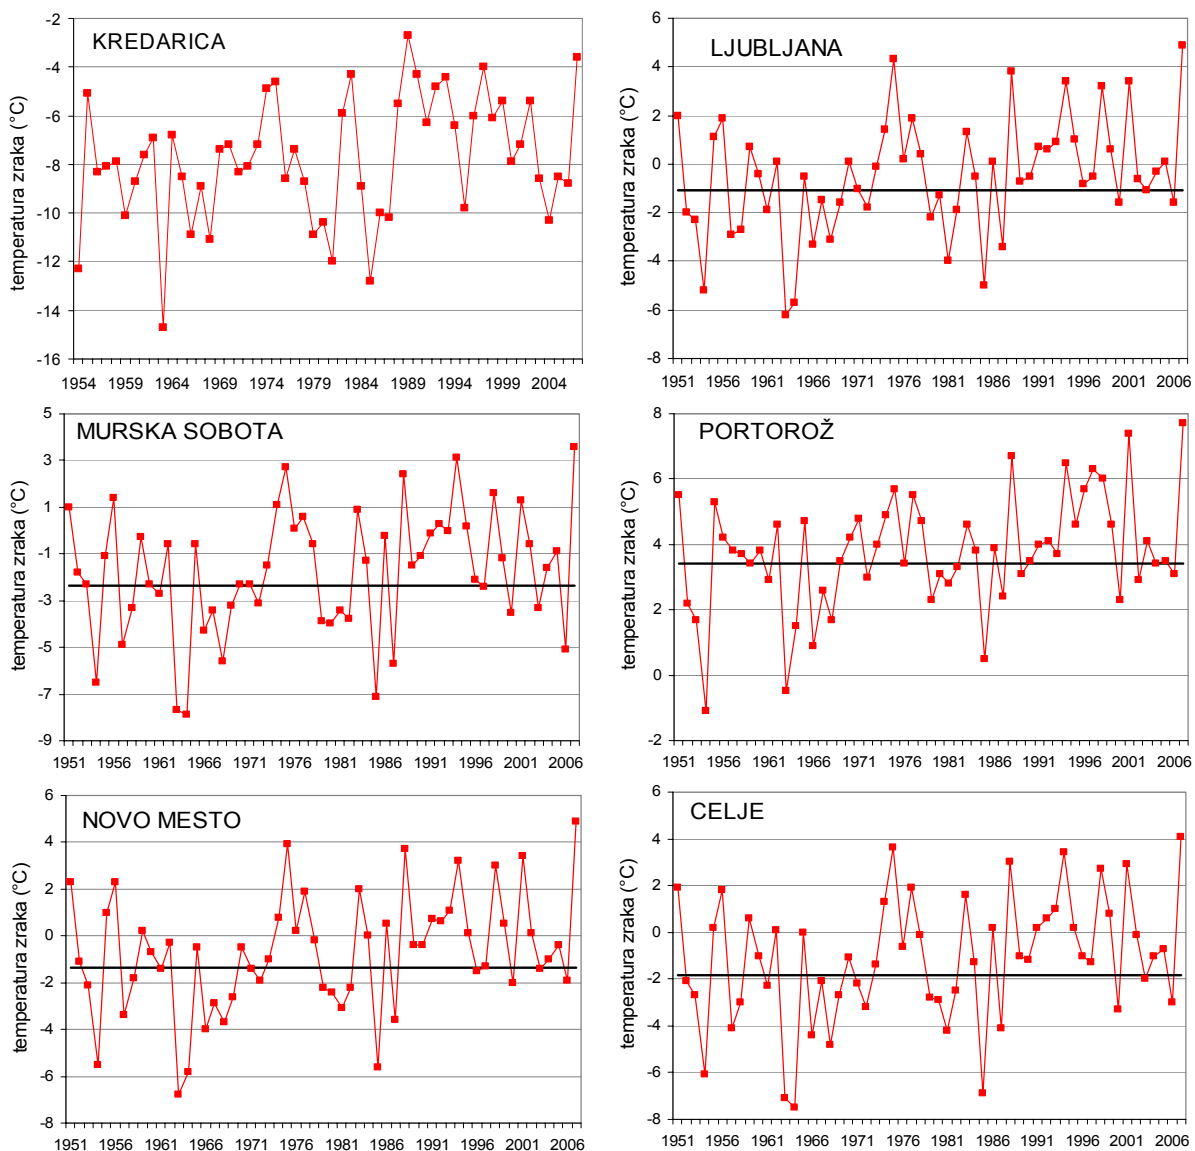 KREDARICA
temperatura zraka (°C)
-2
-4
-6
-8
-10
-12
-14
-16
1954 1959 1964 1969 1974 1979 1984 1989 1994 1999 2004
LJUBLJANA
temperatura zraka (°C)
6
4
2
0
-2
-4
-6
-8
1951 1956 1961 1966 1971 1976 1981 1986 1991 1996 2001 2006
MURSKA SOBOTA
temperatura zraka (°C)
5
3
1
-1
-3
-5
-7
-9
1951 1956 1961 1966 1971 1976 1981 1986 1991 1996 2001 2006
PORTOROŽ
temperatura zraka (°C)
8
6
4
2
0
-2
1951 1956 1961 1966 1971 1976 1981 1986 1991 1996 2001 2006
NOVO MESTO
temperatura zraka (°C)
6
4
2
0
-2
-4
-6
-8
1951 1956 1961 1966 1971 1976 1981 1986 1991 1996 2001 2006
CELJE
temperatura zraka (°C)
6
4
2
0
-2
-4
-6
-8
1951 1956 1961 1966 1971 1976 1981 1986 1991 1996 2001 2006